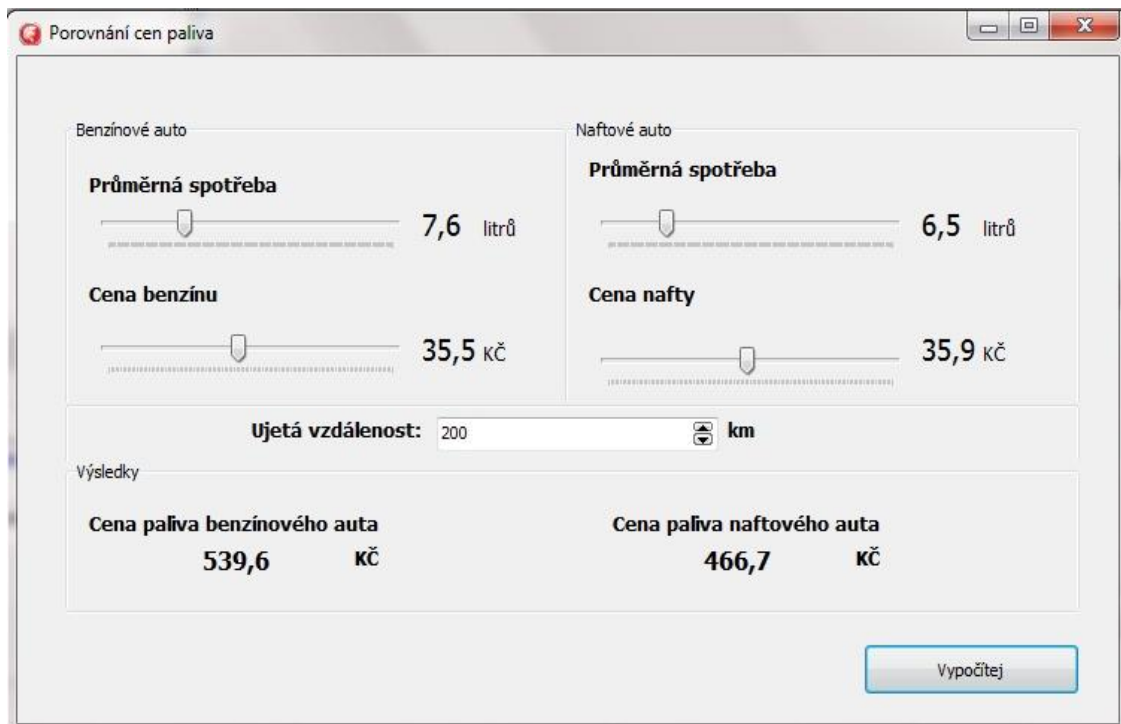 Porovnání cen paliva
Benzínové auto
Průměrná spotřeba
7,6 litrů
Cena benzínu
35,5 KČ
Naftové auto
Průměrná spotřeba
6,5 litrů
Cena nafty
35,9 KČ
Ujetá vzdálenost: 200 km
Výsledky
Cena paliva benzínového auta
539,6 KČ
Cena paliva naftového auta
466,7 KČ
Vypočítej